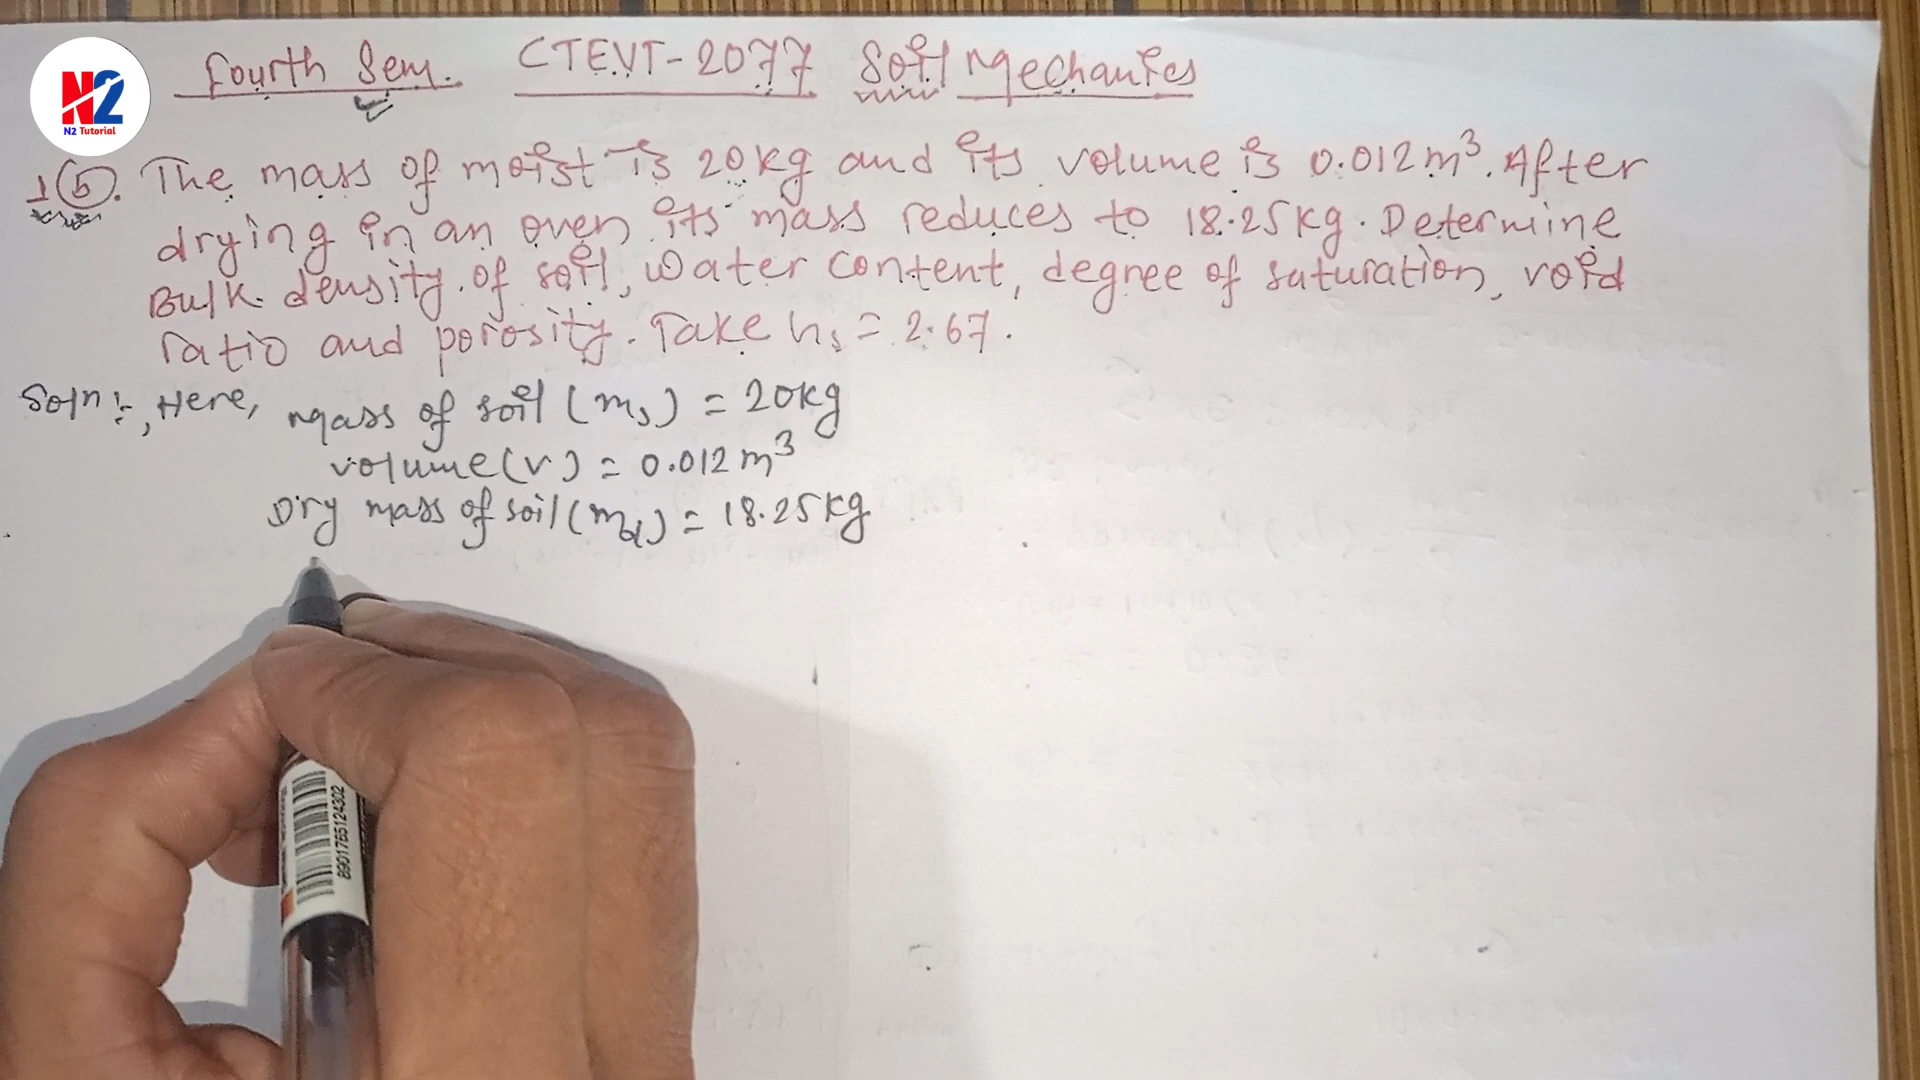 N2
N2 Tutorial
Fourth Sem. CTEVT-2077 Soil Mechanics
1(b). The mass of moist is 20kg and its volume is 0.012m³. After
drying in an oven its mass reduces to 18.25kg. Determine
Bulk density of soil, water content, degree of saturation, void
ratio and porosity. Take hs = 2.67.
Soln:-, Here, mass of soil (ms) = 20kg
volume(v) = 0.012 m³
Dry mass of soil (md) = 18.25kg
8901765124302